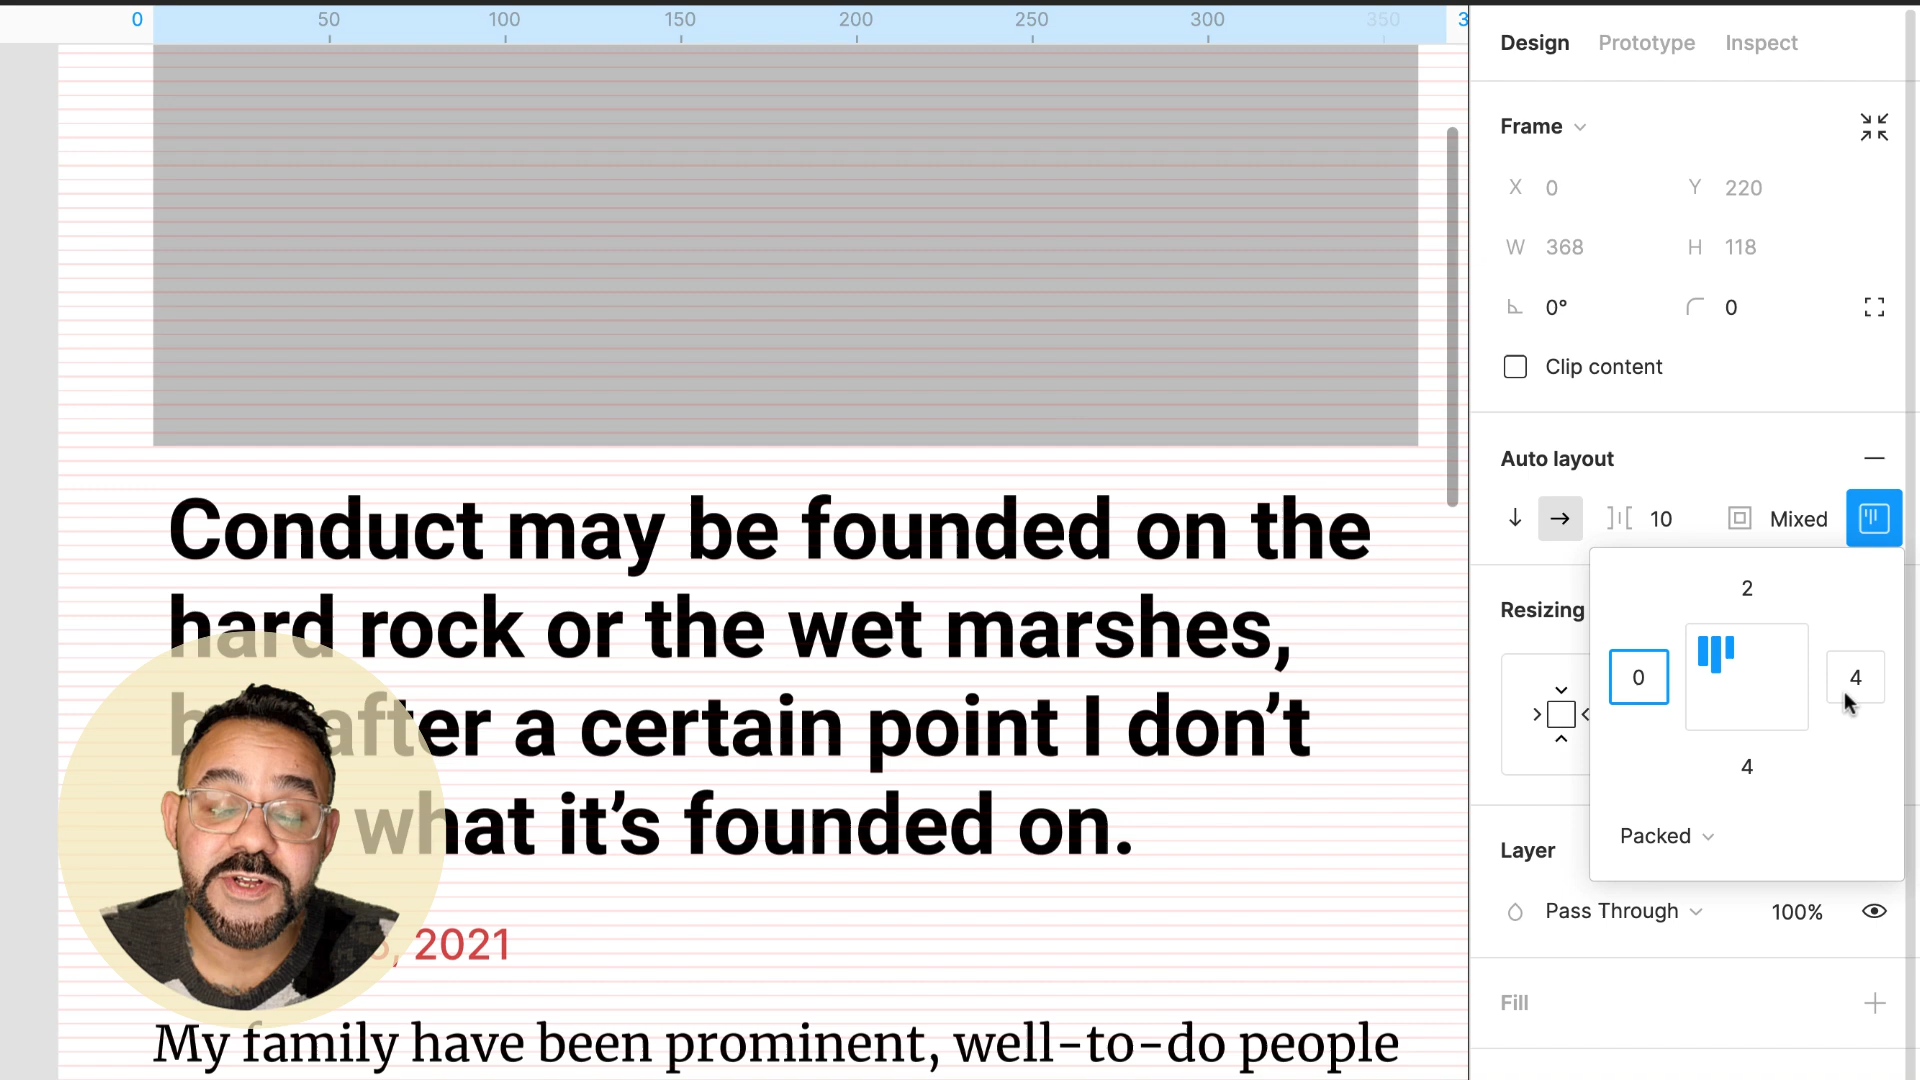 0 50 100 150 200 250 300 350 3
Design Prototype Inspect
Frame
X 0 Y 220
W 368 H 118
0° 0
Clip content
Auto layout
10 Mixed
2
Resizing
0 4
4
Packed
Layer
Pass Through 100%
Fill
Conduct may be founded on the
hard rock or the wet marshes,
after a certain point I don’t
what it’s founded on.
, 2021
My family have been prominent, well-to-do people